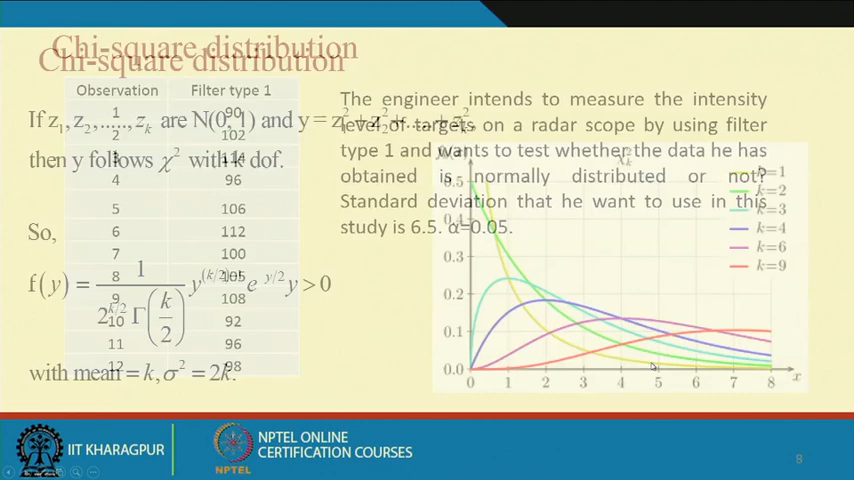 Chi-square distribution
Chi-square distribution
Observation Filter type 1
1 90
2 102
3 114
4 96
5 106
6 112
7 100
8 105
9 108
10 92
11 96
12 98
If z₁, z₂,....., zₖ are N(0, 1) and y = z₁² + z₂² + ..... + zₖ²,
then y follows χ² with k dof.
So,
f(y) = 1 / (2^(k/2) Γ(k/2)) y^(k/2)-1 e^-y/2 y > 0
with mean = k, σ² = 2k.
The engineer intends to measure the intensity
level of targets on a radar scope by using filter
type 1 and wants to test whether the data he has
obtained is normally distributed or not?
Standard deviation that he want to use in this
study is 6.5. α=0.05.
χ²ₖ
k=1
k=2
k=3
k=4
k=6
k=9
0.5
0.4
0.3
0.2
0.1
0.0
0 1 2 3 4 5 6 7 8 x
IIT KHARAGPUR
NPTEL
NPTEL ONLINE
CERTIFICATION COURSES
8